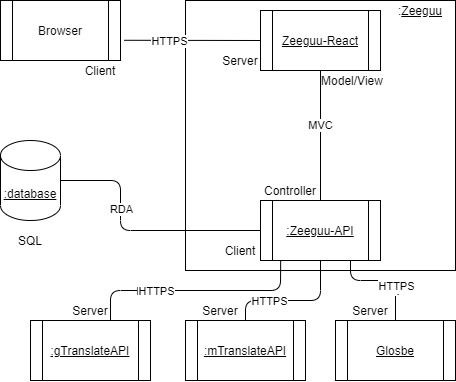 :Zeeguu
Browser
HTTPS
Zeeguu-React
Server
Client
Model/View
MVC
Controller
:database
RDA
:Zeeguu-API
SQL
Client
HTTPS
HTTPS
HTTPS
Server
Server
Server
:gTranslateAPI
:mTranslateAPI
Glosbe